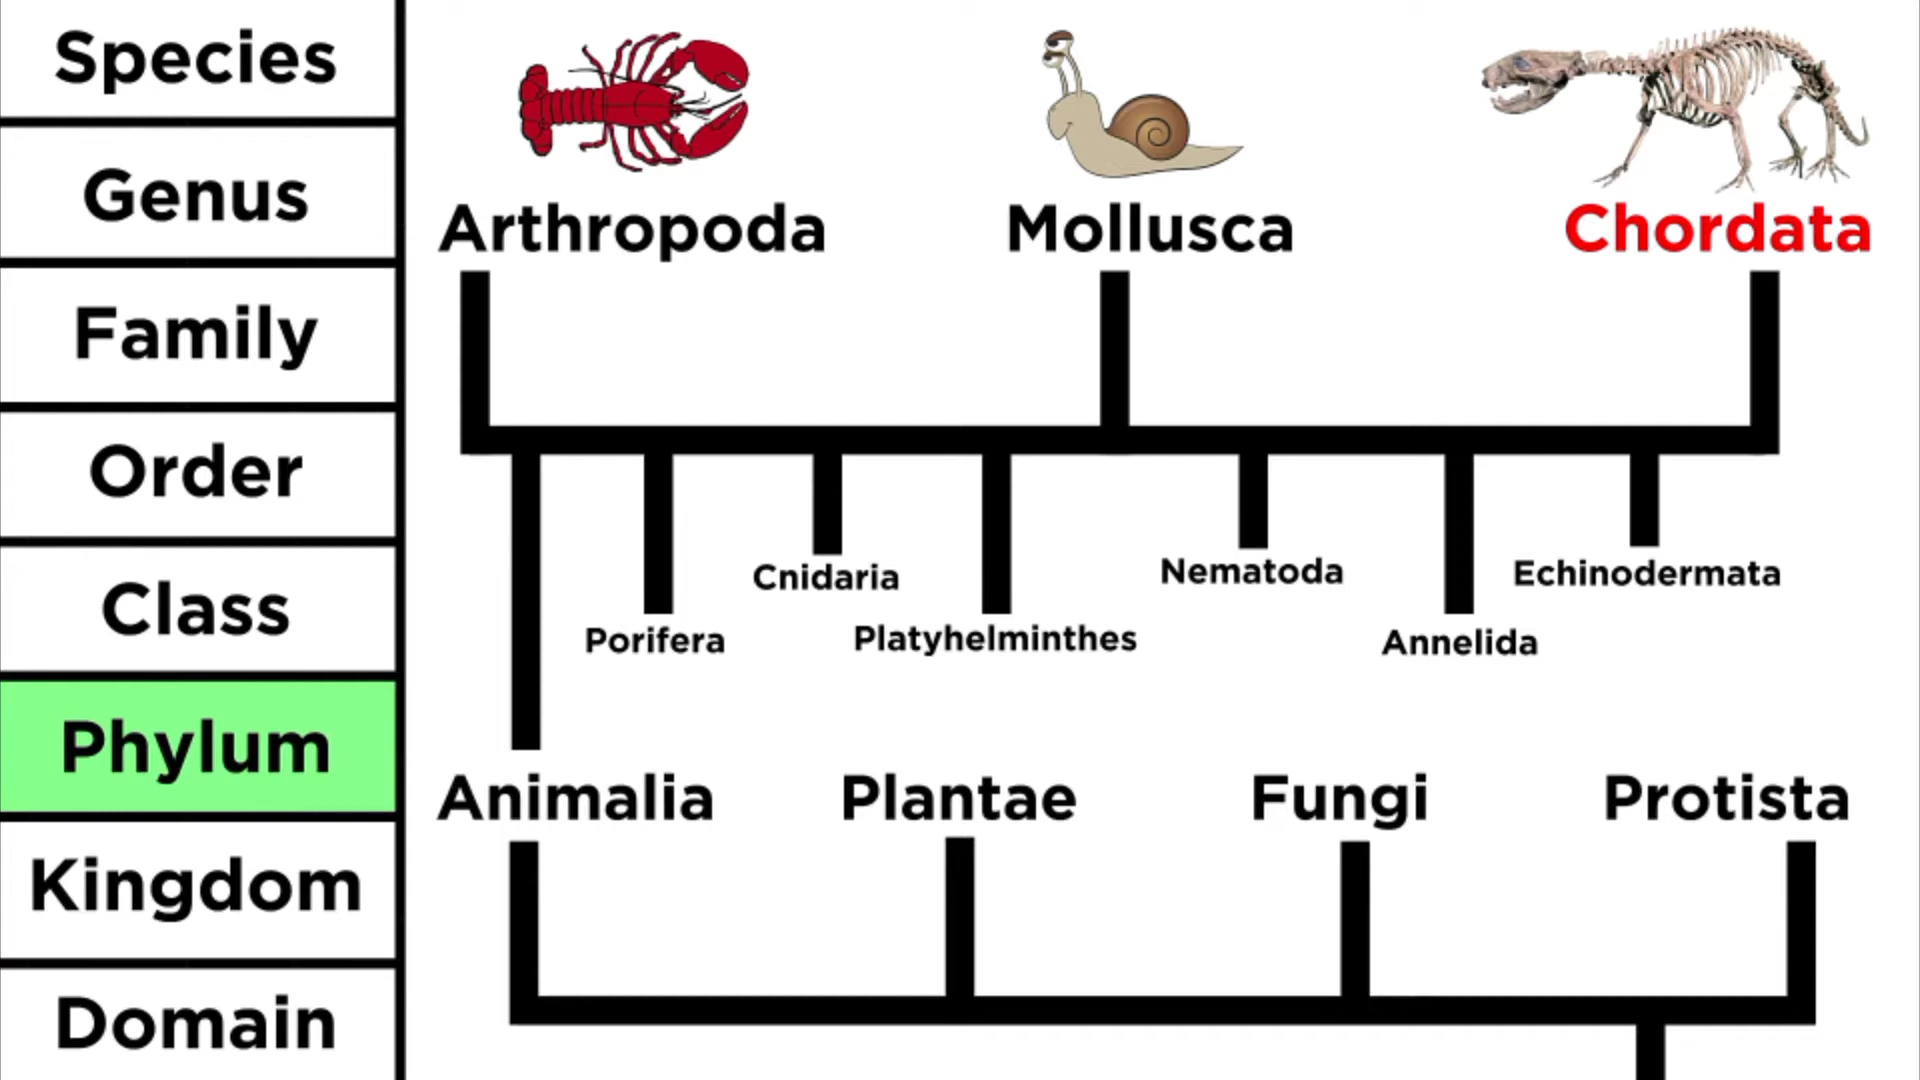 Species
Genus
Family
Order
Class
Phylum
Kingdom
Domain
Arthropoda
Mollusca
Chordata
Cnidaria
Nematoda
Echinodermata
Porifera
Platyhelminthes
Annelida
Animalia
Plantae
Fungi
Protista